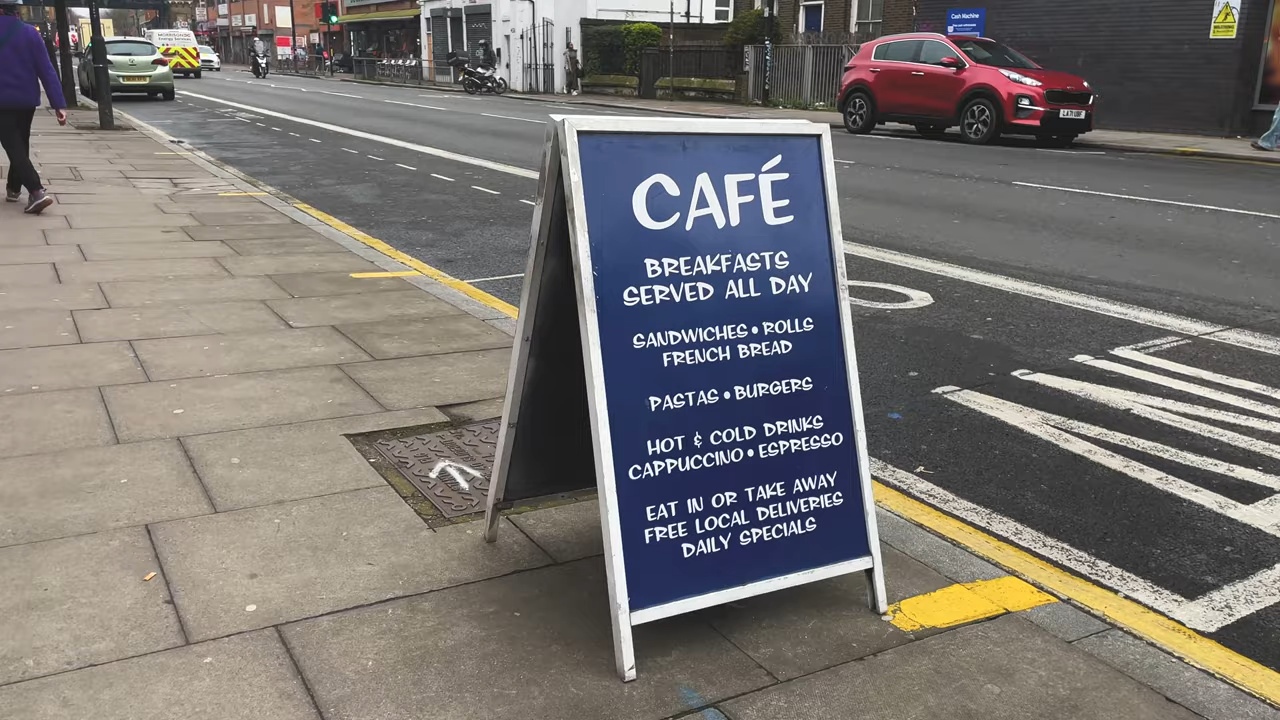 CAFÉ
BREAKFASTS
SERVED ALL DAY
SANDWICHES • ROLLS
FRENCH BREAD
PASTAS • BURGERS
HOT & COLD DRINKS
CAPPUCCINO • ESPRESSO
EAT IN OR TAKE AWAY
FREE LOCAL DELIVERIES
DAILY SPECIALS
Cash Machine
MORRISON